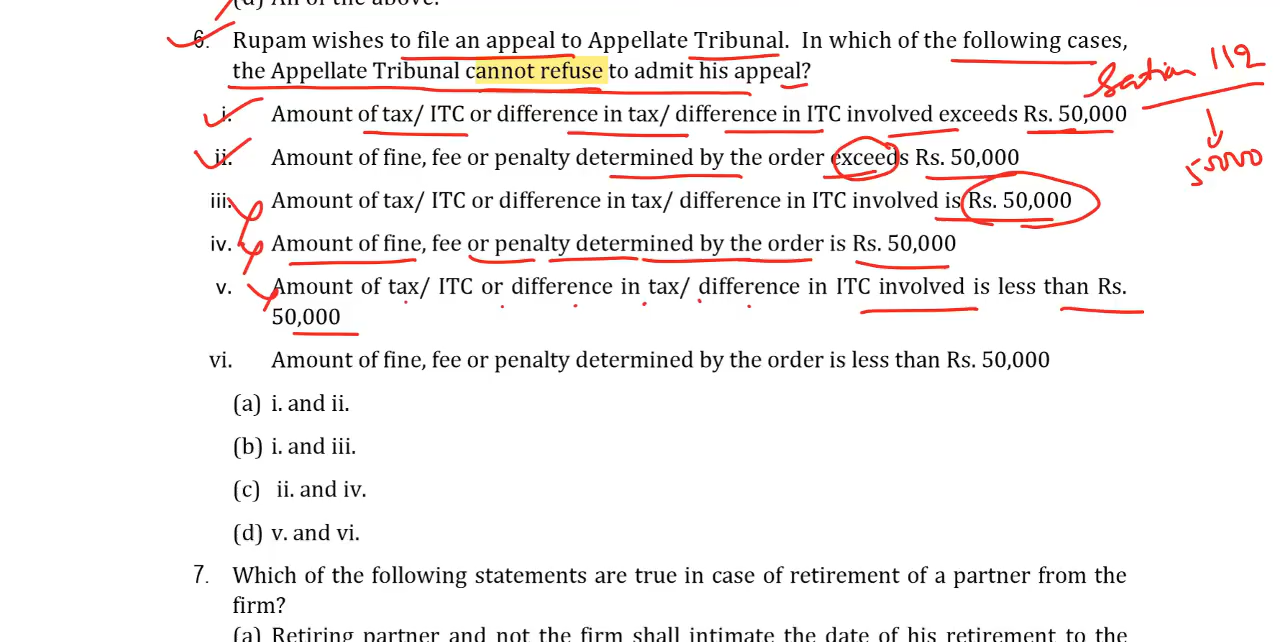 (d) All of the above.
6. Rupam wishes to file an appeal to Appellate Tribunal. In which of the following cases,
the Appellate Tribunal cannot refuse to admit his appeal?
Section 112
i. Amount of tax/ ITC or difference in tax/ difference in ITC involved exceeds Rs. 50,000
ii. Amount of fine, fee or penalty determined by the order exceeds Rs. 50,000
50000
iii. Amount of tax/ ITC or difference in tax/ difference in ITC involved is Rs. 50,000
iv. Amount of fine, fee or penalty determined by the order is Rs. 50,000
v. Amount of tax/ ITC or difference in tax/ difference in ITC involved is less than Rs.
50,000
vi. Amount of fine, fee or penalty determined by the order is less than Rs. 50,000
(a) i. and ii.
(b) i. and iii.
(c) ii. and iv.
(d) v. and vi.
7. Which of the following statements are true in case of retirement of a partner from the
firm?
(a) Retiring partner and not the firm shall intimate the date of his retirement to the